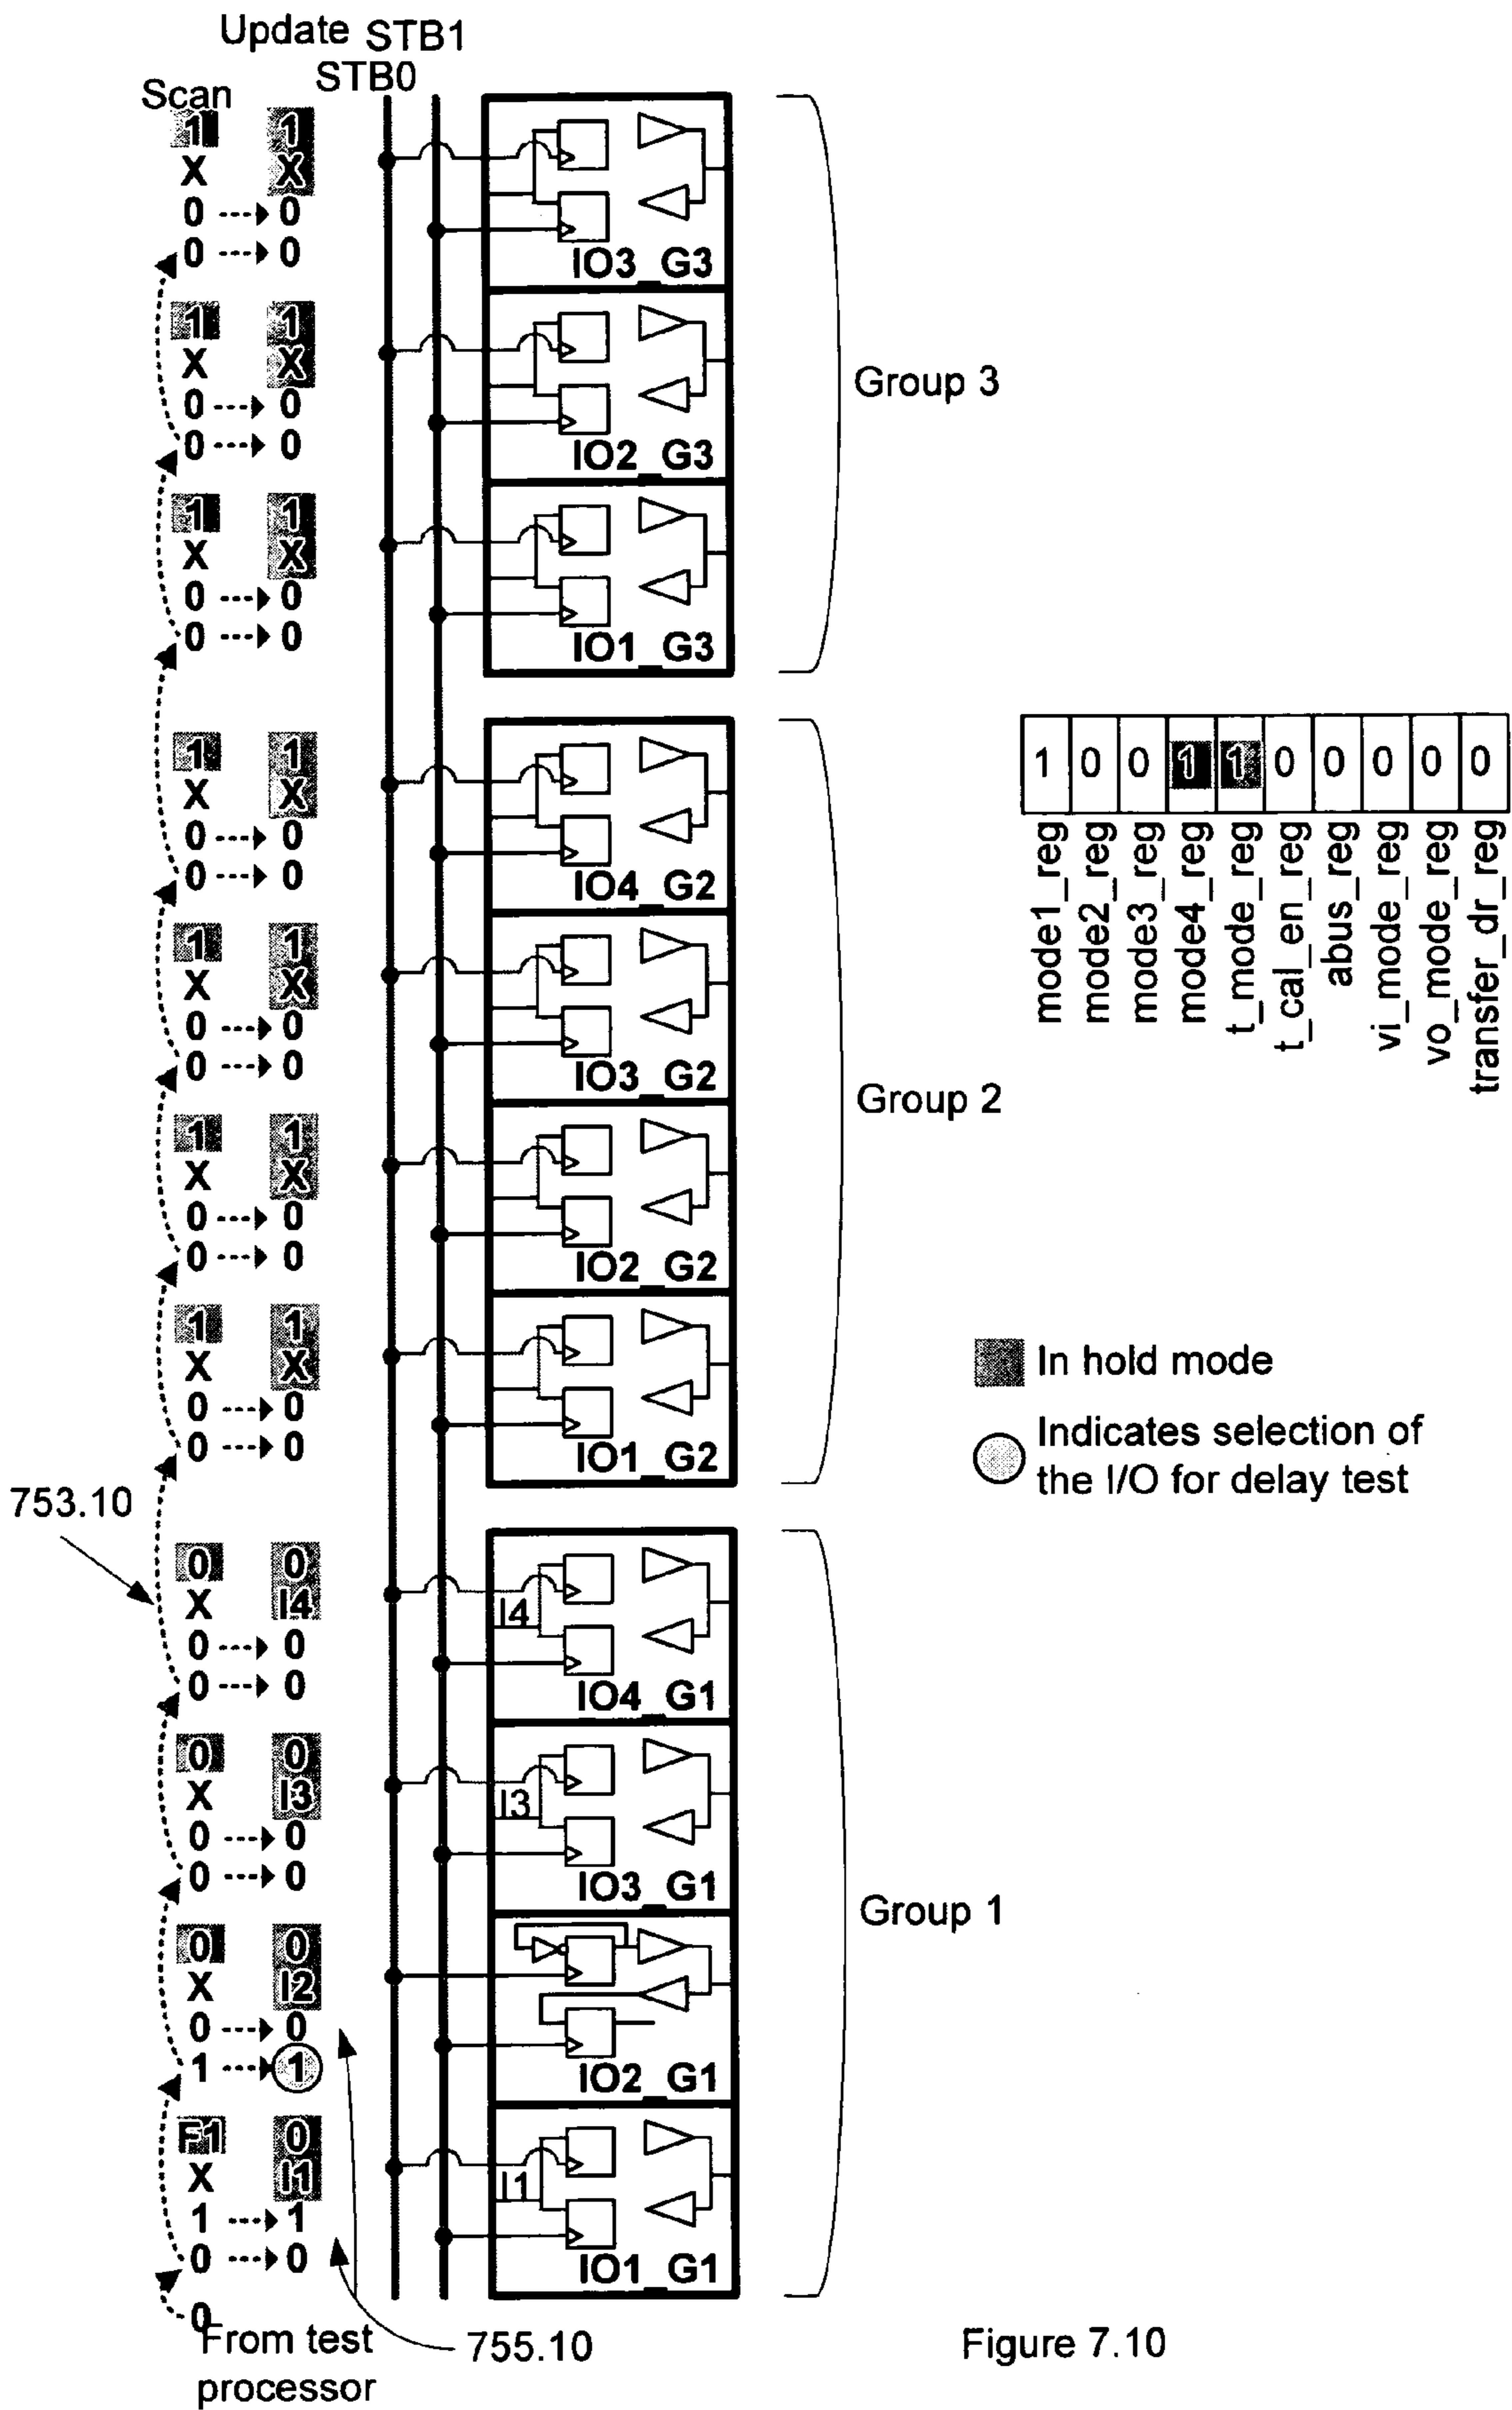 Update STB1
STB0
Scan
1 1
X X
0 0
0 0
IO3_G3
1 1
X X
0 0
0 0
IO2_G3
Group 3
1 1
X X
0 0
0 0
IO1_G3
1 1
X X
0 0
0 0
IO4_G2
1 0 0 1 1 0 0 0 0 0
mode1_reg
mode2_reg
mode3_reg
mode4_reg
t_mode_reg
t_cal_en_reg
abus_reg
vi_mode_reg
vo_mode_reg
transfer_dr_reg
1 1
X X
0 0
0 0
IO3_G2
Group 2
1 1
X X
0 0
0 0
IO2_G2
1 1
X X
0 0
0 0
IO1_G2
In hold mode
Indicates selection of
the I/O for delay test
753.10
0 0
X I4
0 0
0 0
I4
IO4_G1
0 0
X I3
0 0
0 0
I3
IO3_G1
Group 1
0 0
X I2
0 0
1 1
IO2_G1
F1 0
X I1
1 1
0 0
I1
IO1_G1
0
From test
processor
755.10
Figure 7.10